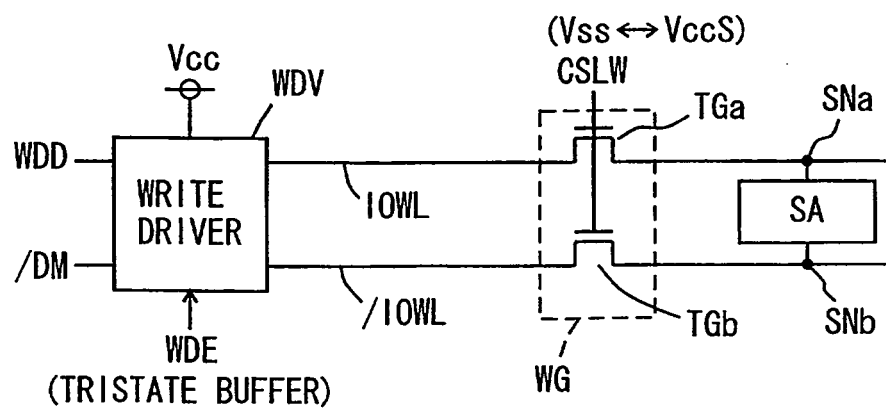 (Vss ↔ VccS)
CSLW
Vcc
WDV
TGa
SNa
WDD
WRITE
DRIVER
IOWL
SA
/DM
/IOWL
TGb
SNb
WDE
WG
(TRISTATE BUFFER)